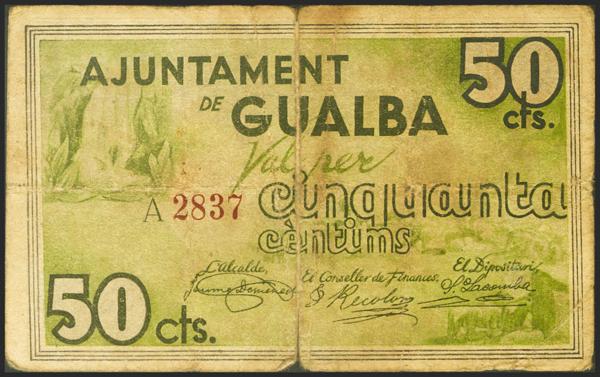 AJUNTAMENT
DE GUALBA
50
cts.
Val per
A 2837
cinquanta
cèntims
L'alcalde,
El Conseller de Finances,
El Dipositari,
50 cts.